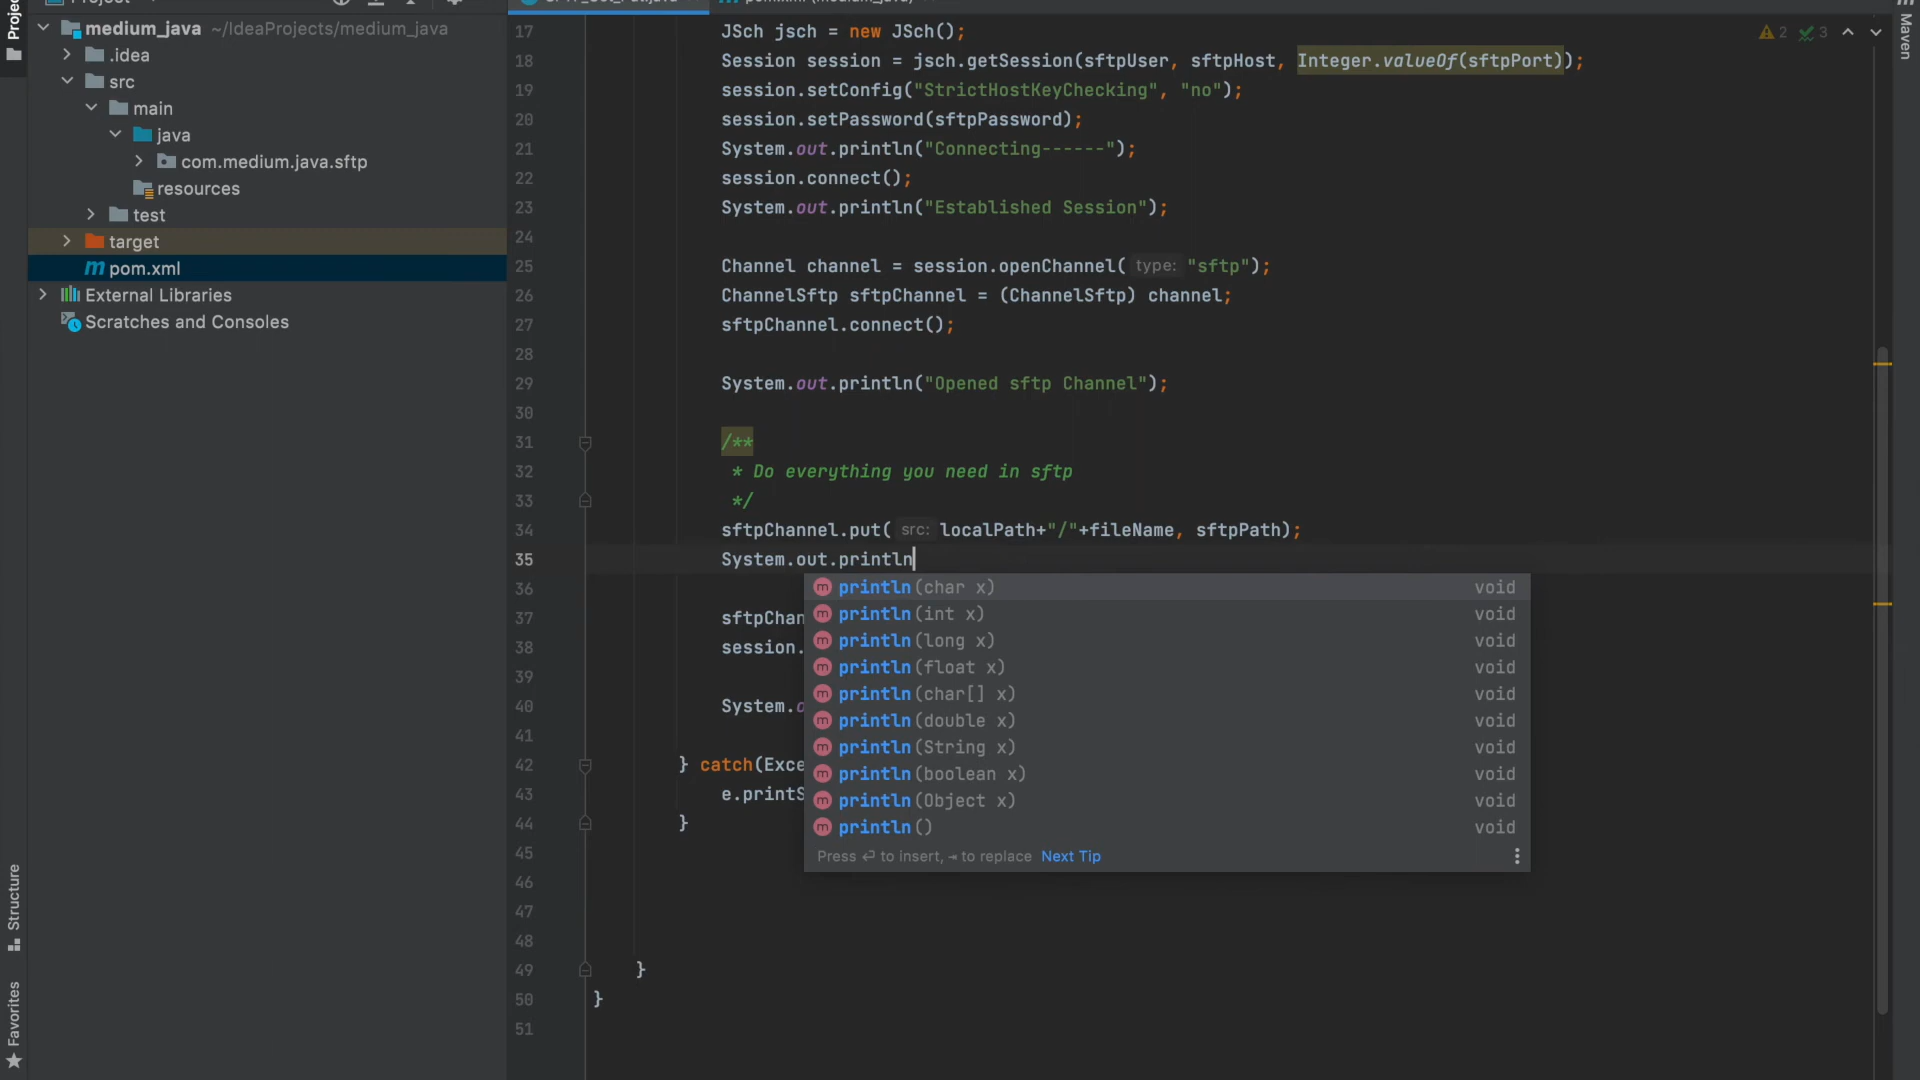 Project
medium_java ~/IdeaProjects/medium_java
.idea
src
main
java
com.medium.java.sftp
resources
test
target
pom.xml
External Libraries
Scratches and Consoles
Structure
Favorites
17 JSch jsch = new JSch();
18 Session session = jsch.getSession(sftpUser, sftpHost, Integer.valueOf(sftpPort));
19 session.setConfig("StrictHostKeyChecking", "no");
20 session.setPassword(sftpPassword);
21 System.out.println("Connecting------");
22 session.connect();
23 System.out.println("Established Session");
24
25 Channel channel = session.openChannel( type: "sftp");
26 ChannelSftp sftpChannel = (ChannelSftp) channel;
27 sftpChannel.connect();
28
29 System.out.println("Opened sftp Channel");
30
31 /**
32 * Do everything you need in sftp
33 */
34 sftpChannel.put( src: localPath+"/"+fileName, sftpPath);
35 System.out.println
36
37 sftpChan
38 session.
39
40 System.o
41
42 } catch(Exce
43 e.printS
44 }
45
46
47
48
49 }
50 }
51
println(char x) void
println(int x) void
println(long x) void
println(float x) void
println(char[] x) void
println(double x) void
println(String x) void
println(boolean x) void
println(Object x) void
println() void
Press ↩ to insert, ⇥ to replace Next Tip
2 3
Maven